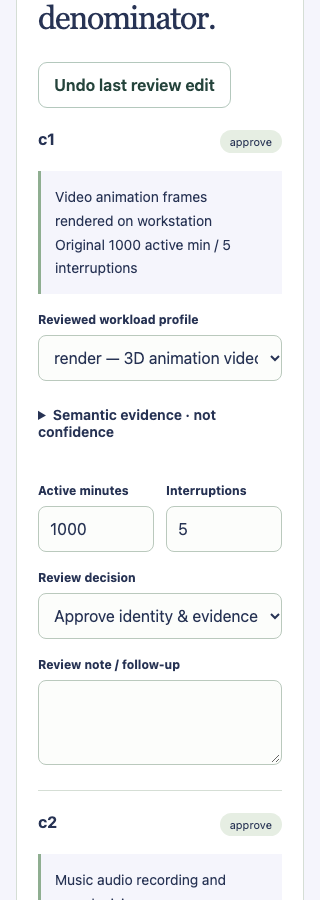 denominator.
Undo last review edit
c1
approve
Video animation frames
rendered on workstation
Original 1000 active min / 5
interruptions
Reviewed workload profile
render — 3D animation video
▶ Semantic evidence · not
confidence
Active minutes
Interruptions
1000
5
Review decision
Approve identity & evidence
Review note / follow-up
c2
approve
Music audio recording and